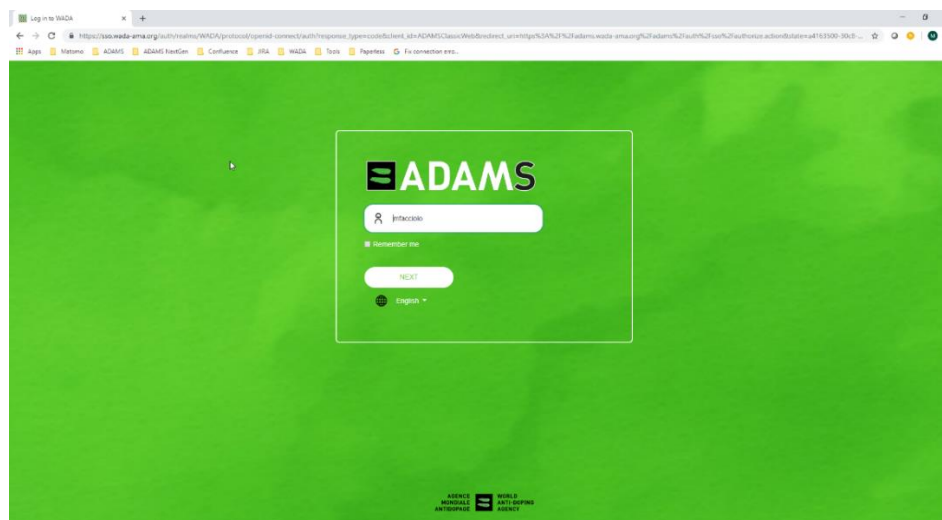 Log in to WADA
Apps Matomo ADAMS ADAMS NextGen Confluence JIRA WADA Tools Paperless Fix connection erro...
ADAMS
mfacciolo
Remember me
NEXT
English
AGENCE MONDIALE ANTIDOPAGE
WORLD ANTI-DOPING AGENCY